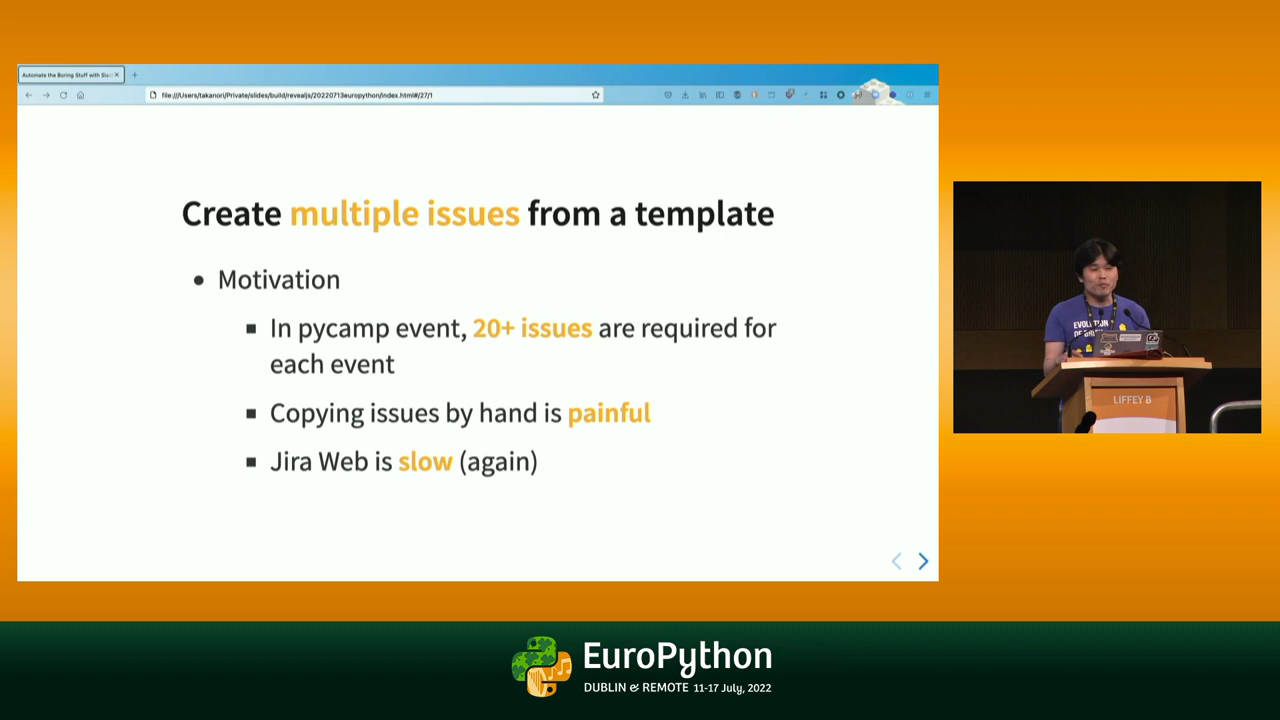 Automate the Boring Stuff with Sla
file:///Users/takanori/Private/slides/build/revealjs/20220713europython/index.html#/27/1
Create multiple issues from a template
Motivation
In pycamp event, 20+ issues are required for
each event
Copying issues by hand is painful
Jira Web is slow (again)
EVOLUTION
LIFFEY B
EuroPython
DUBLIN & REMOTE 11-17 July, 2022